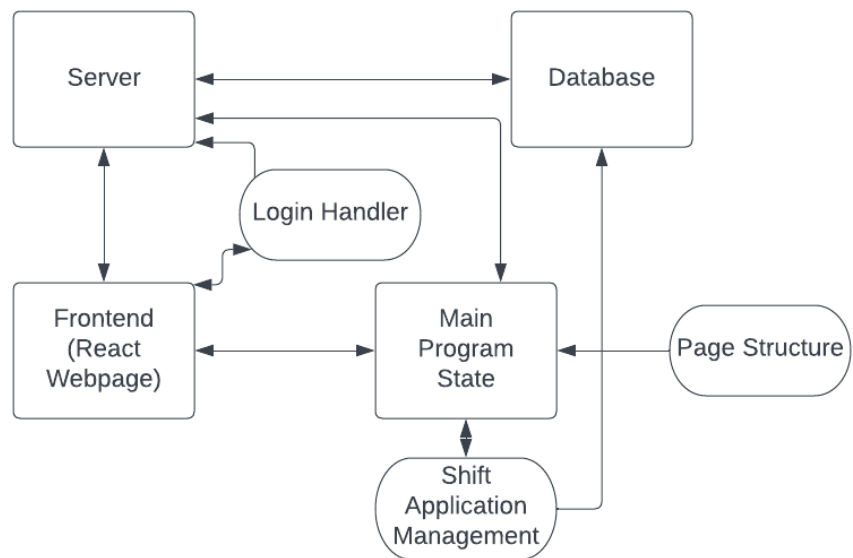 Server
Database
Login Handler
Frontend
(React
Webpage)
Main
Program
State
Page Structure
Shift
Application
Management